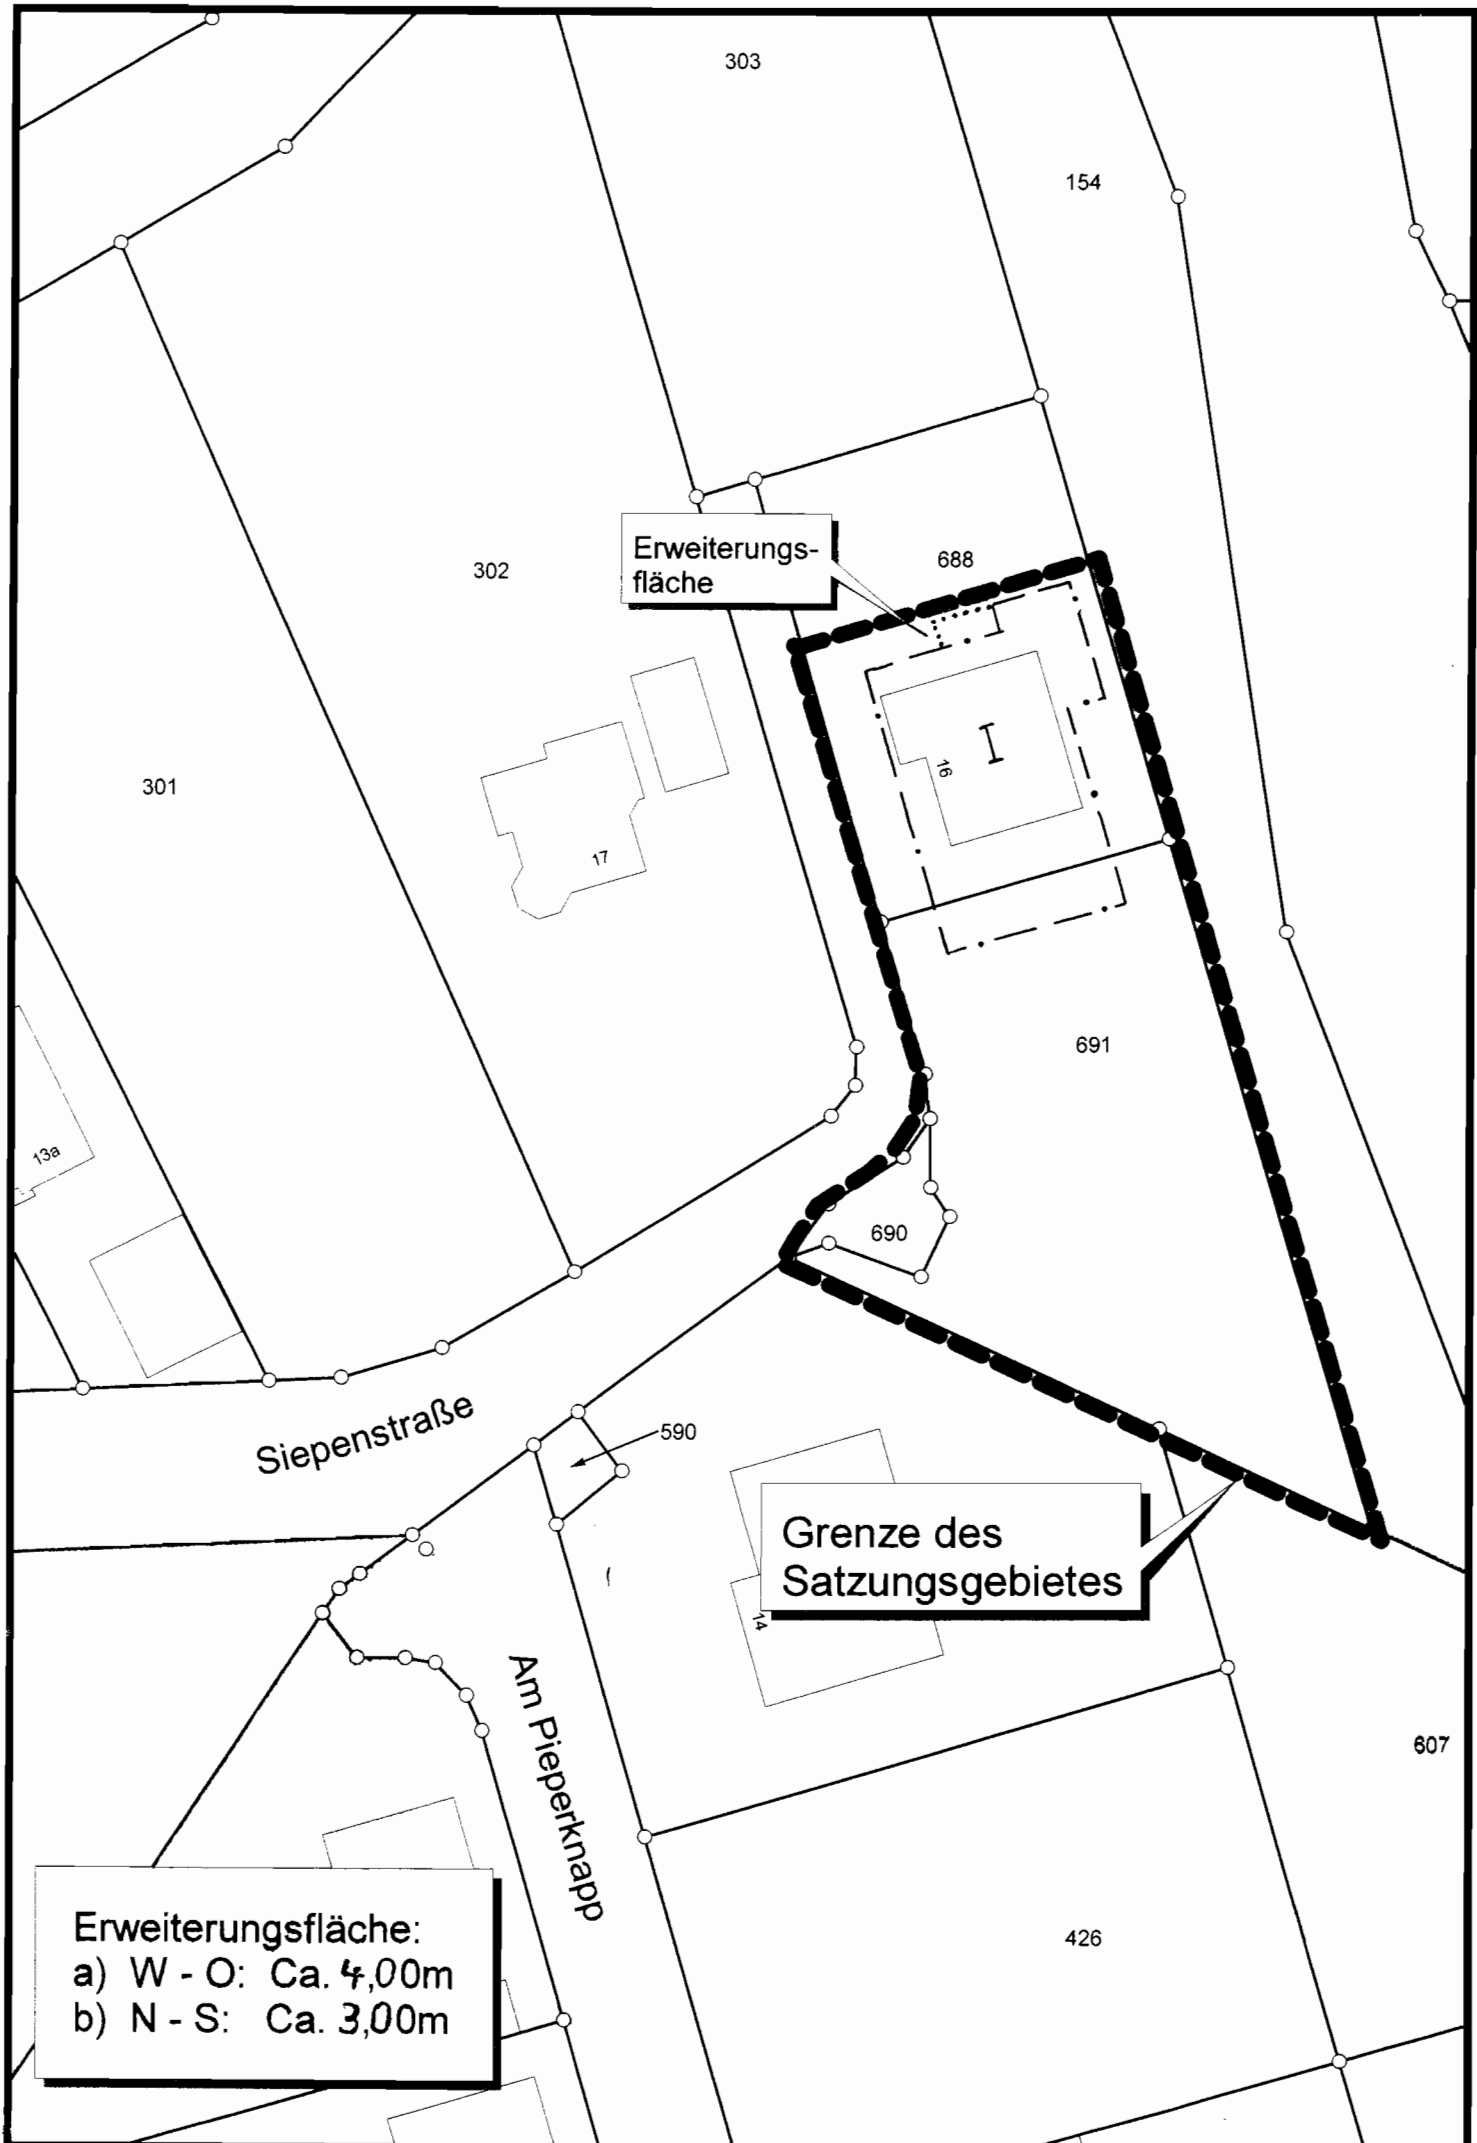 303
154
302
Erweiterungs-
fläche
688
301
16
I
17
691
13a
690
Siepenstraße
590
Grenze des
Satzungsgebietes
14
Am Pieperknapp
607
426
Erweiterungsfläche:
a) W - O: Ca. 4,00m
b) N - S: Ca. 3,00m